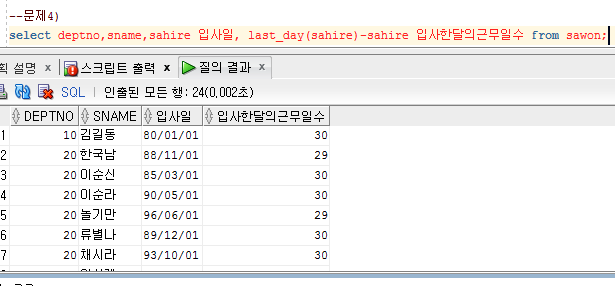 --문제4)
select deptno,sname,sahire 입사일, last_day(sahire)-sahire 입사한달의근무일수 from sawon;
획 설명 × 스크립트 출력 × 질의 결과 ×
SQL | 인출된 모든 행: 24(0,002초)
DEPTNO SNAME 입사일 입사한달의근무일수
1 10 김길동 80/01/01 30
2 20 한국남 88/11/01 29
3 20 이순신 85/03/01 30
4 20 이순라 90/05/01 30
5 20 놀기만 96/06/01 29
6 20 류별나 89/12/01 30
7 20 채시라 93/10/01 30